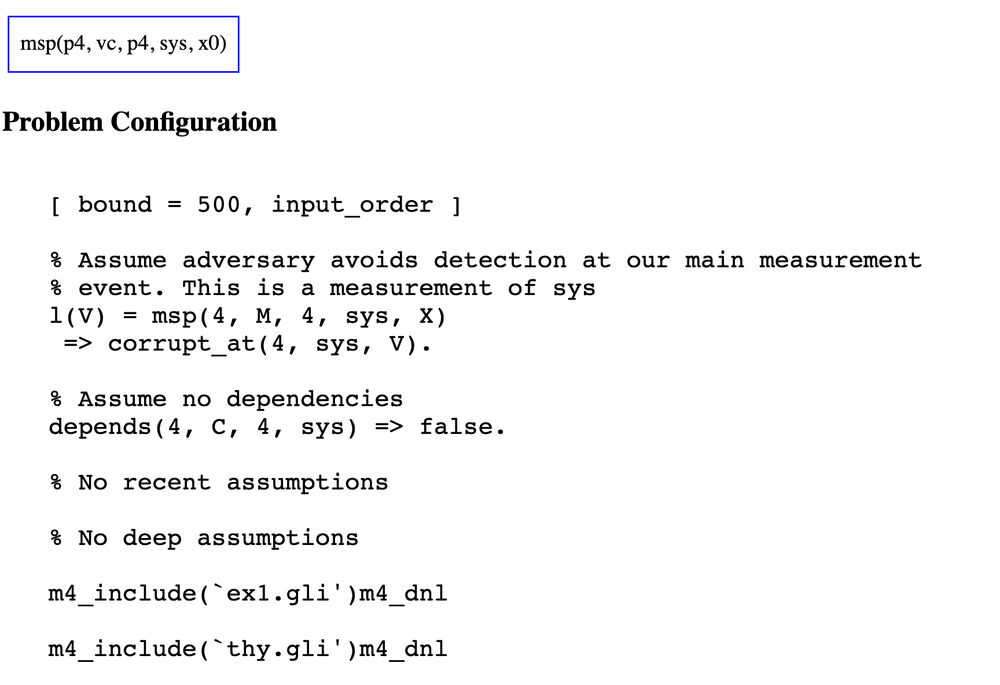 msp(p4, vc, p4, sys, x0)
Problem Configuration
[ bound = 500, input_order ]
% Assume adversary avoids detection at our main measurement
% event. This is a measurement of sys
l(V) = msp(4, M, 4, sys, X)
 => corrupt_at(4, sys, V).
% Assume no dependencies
depends(4, C, 4, sys) => false.
% No recent assumptions
% No deep assumptions
m4_include(`ex1.gli')m4_dnl
m4_include(`thy.gli')m4_dnl